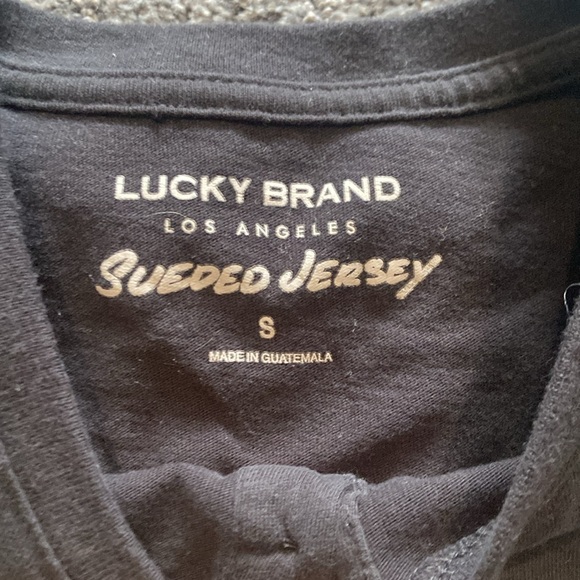 LUCKY BRAND
LOS ANGELES
SUEDED JERSEY
S
MADE IN GUATEMALA